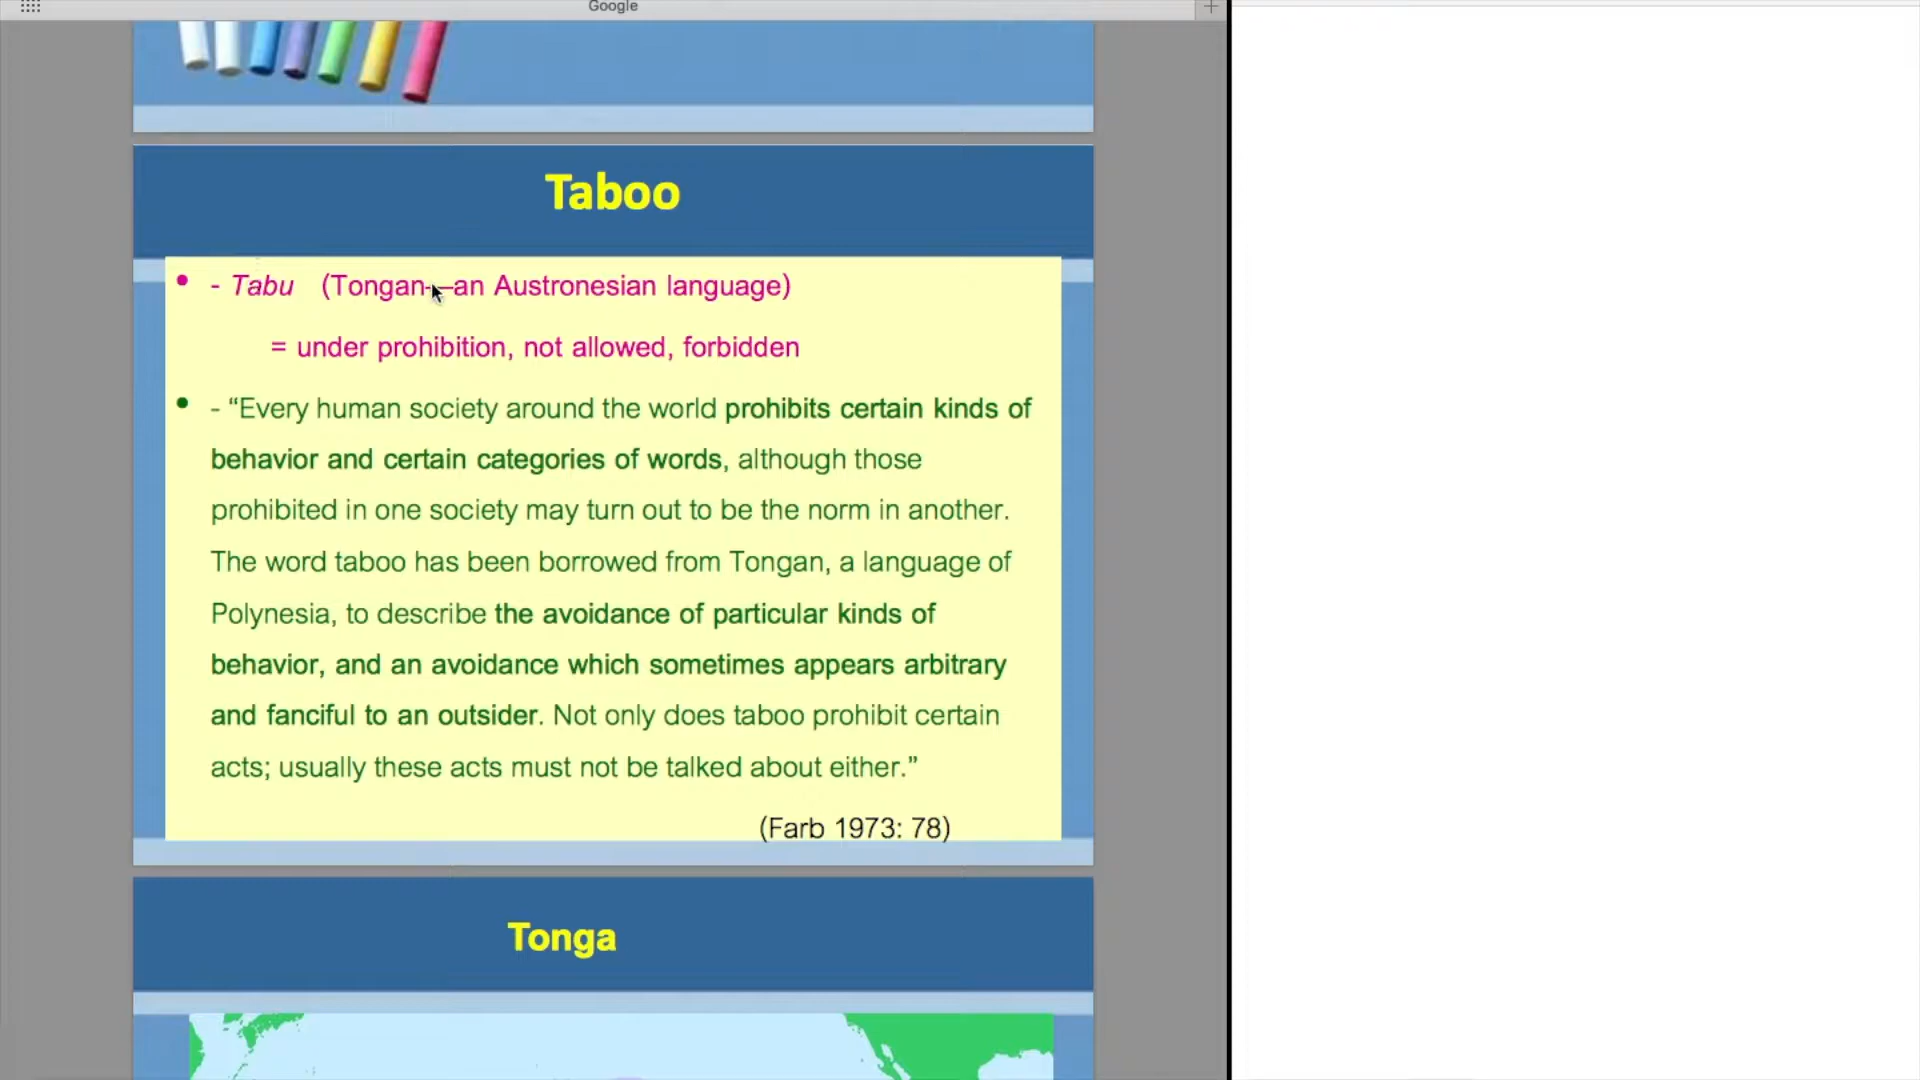 Google
Taboo
• - Tabu (Tongan—an Austronesian language)
= under prohibition, not allowed, forbidden
• - “Every human society around the world prohibits certain kinds of
behavior and certain categories of words, although those
prohibited in one society may turn out to be the norm in another.
The word taboo has been borrowed from Tongan, a language of
Polynesia, to describe the avoidance of particular kinds of
behavior, and an avoidance which sometimes appears arbitrary
and fanciful to an outsider. Not only does taboo prohibit certain
acts; usually these acts must not be talked about either.”
(Farb 1973: 78)
Tonga